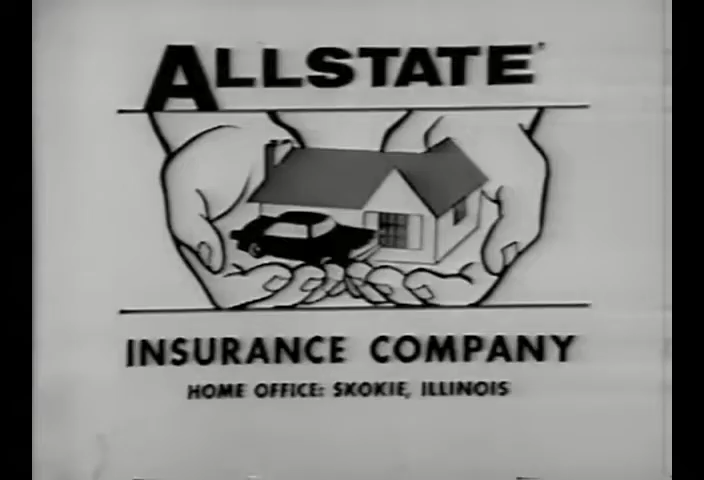 ALLSTATE
INSURANCE COMPANY
HOME OFFICE: SKOKIE, ILLINOIS